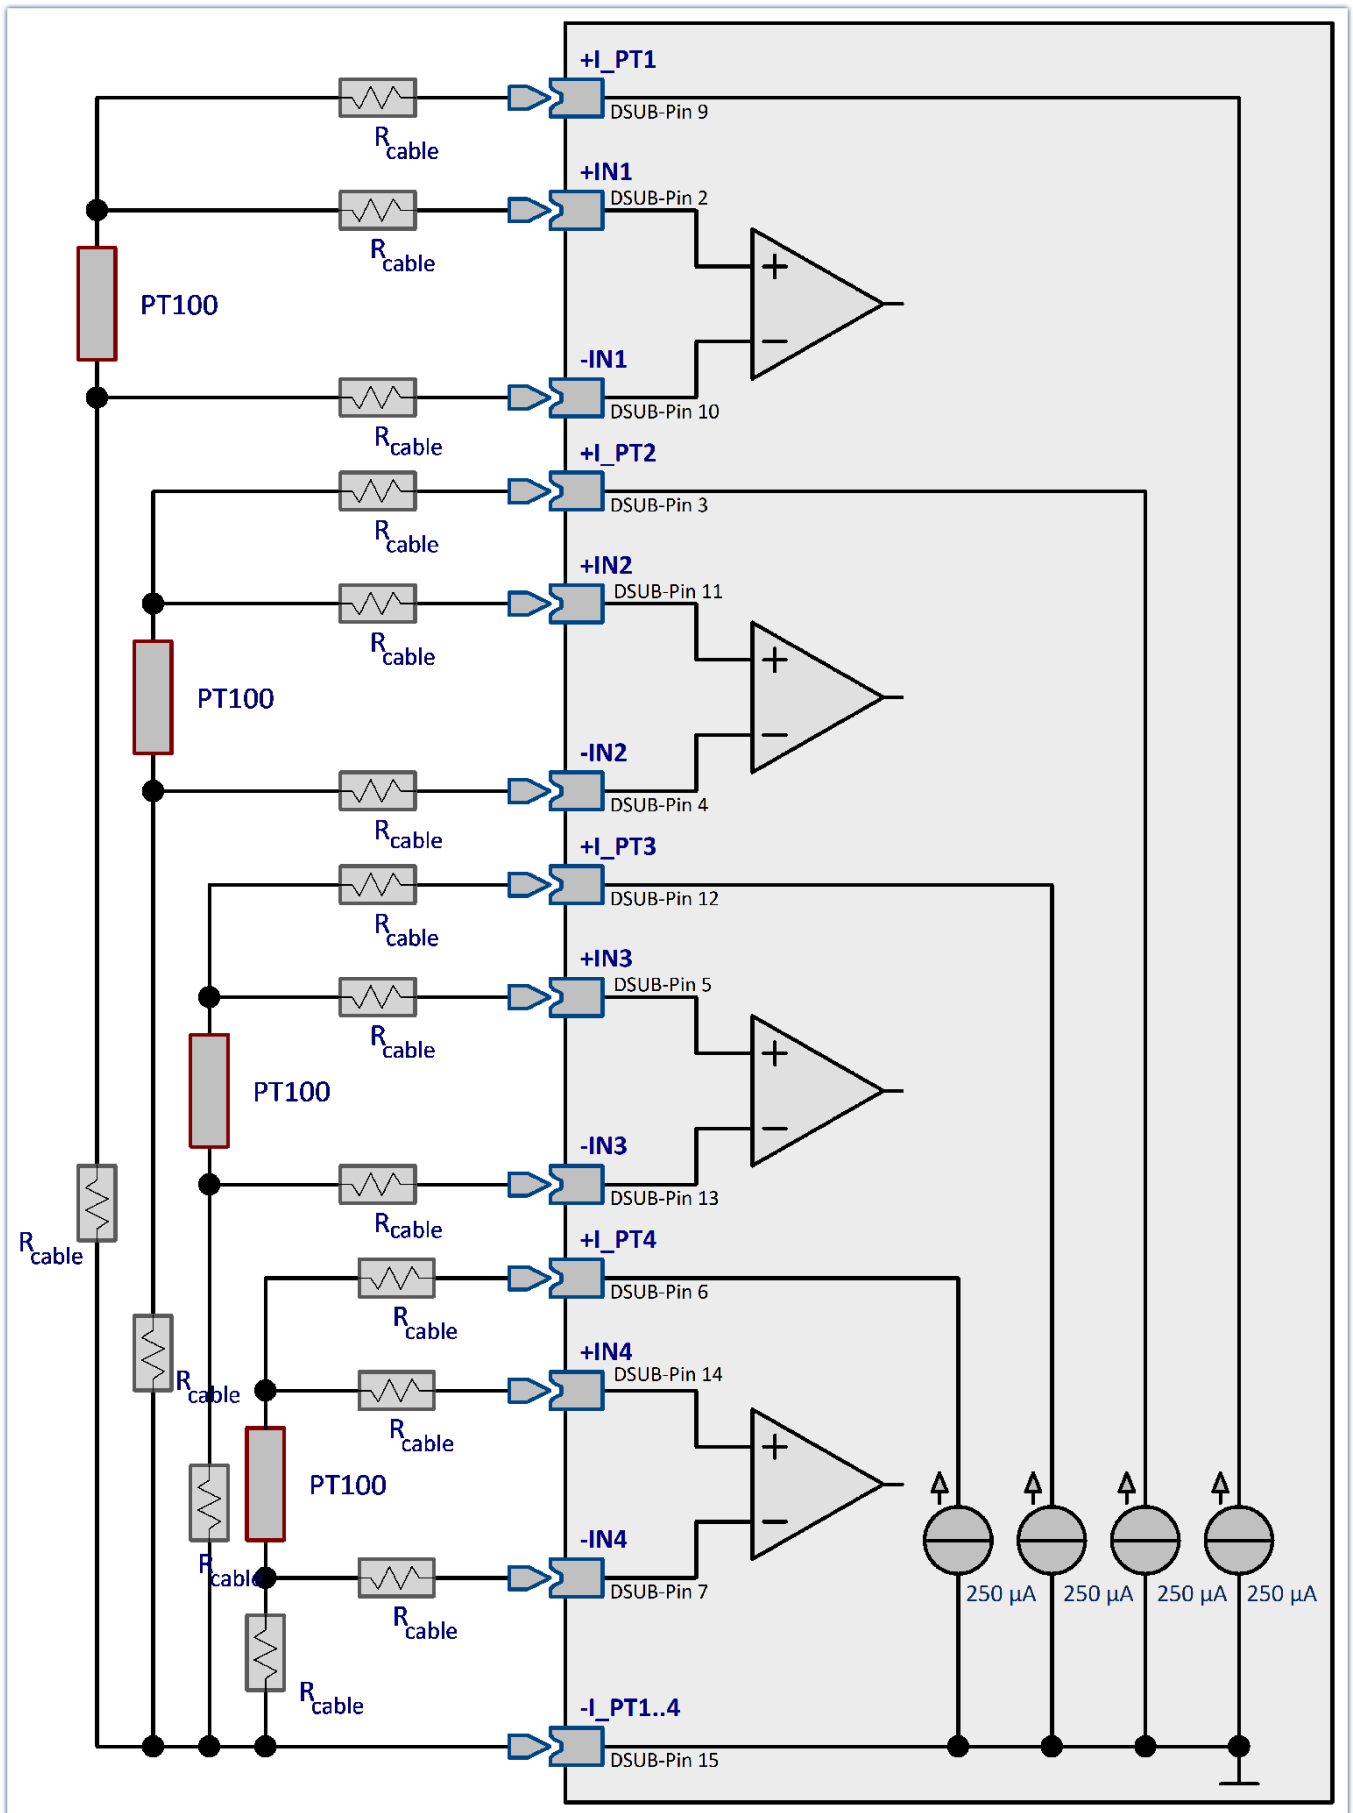 +I_PT1
DSUB-Pin 9
Rcable
+IN1
DSUB-Pin 2
Rcable
PT100
-IN1
DSUB-Pin 10
Rcable
+I_PT2
DSUB-Pin 3
Rcable
+IN2
DSUB-Pin 11
Rcable
PT100
-IN2
DSUB-Pin 4
Rcable
+I_PT3
DSUB-Pin 12
Rcable
+IN3
DSUB-Pin 5
Rcable
PT100
-IN3
DSUB-Pin 13
Rcable
Rcable
+I_PT4
DSUB-Pin 6
Rcable
+IN4
DSUB-Pin 14
Rcable
Rcable
PT100
-IN4
Rcable
DSUB-Pin 7
250 µA 250 µA 250 µA 250 µA
Rcable
Rcable
-I_PT1..4
DSUB-Pin 15